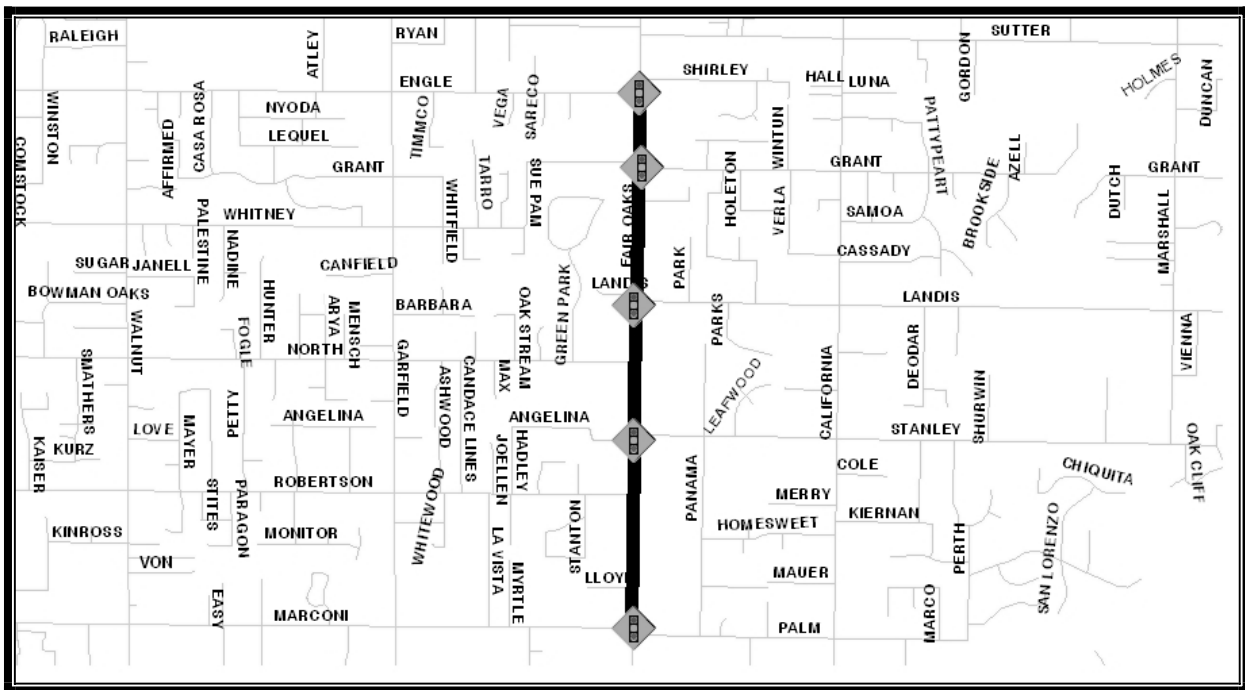 RALEIGH
RYAN
SUTTER
ATLEY
GORDON
SHIRLEY
HALL
LUNA
HOLMES
ENGLE
DUNCAN
WINSTON
CASA ROSA
NYODA
TIMMCO
VEGA
SARECO
LEQUEL
WINTUN
PATTYPEART
AZELL
COMSTOCK
AFFIRMED
GRANT
TARRO
SUE PAM
GRANT
GRANT
HOLETON
VERLA
BROOKSIDE
DUTCH
MARSHALL
WHITFIELD
FAIR OAKS
SAMOA
WHITNEY
PALESTINE
NADINE
CASSADY
SUGAR
JANELL
CANFIELD
PARK
BOWMAN OAKS
HUNTER
BARBARA
LANDIS
LANDIS
WALNUT
FOGLE
ARYA
MENSCH
OAK STREAM
GREEN PARK
PARKS
VIENNA
NORTH
GARFIELD
SMATHERS
PETTY
ASHWOOD
CANDACE LINES
MAX
LEAFWOOD
CALIFORNIA
DEODAR
SHURWIN
ANGELINA
ANGELINA
LOVE
MAYER
STANLEY
KAISER
KURZ
JOELLEN
HADLEY
COLE
CHIQUITA
OAK CLIFF
ROBERTSON
PANAMA
MERRY
STITES
PARAGON
WHITEWOOD
STANTON
HOMESWEET
KIERNAN
KINROSS
MONITOR
LA VISTA
PERTH
SAN LORENZO
VON
MYRTLE
LLOYD
MAUER
EASY
MARCONI
MARCO
PALM